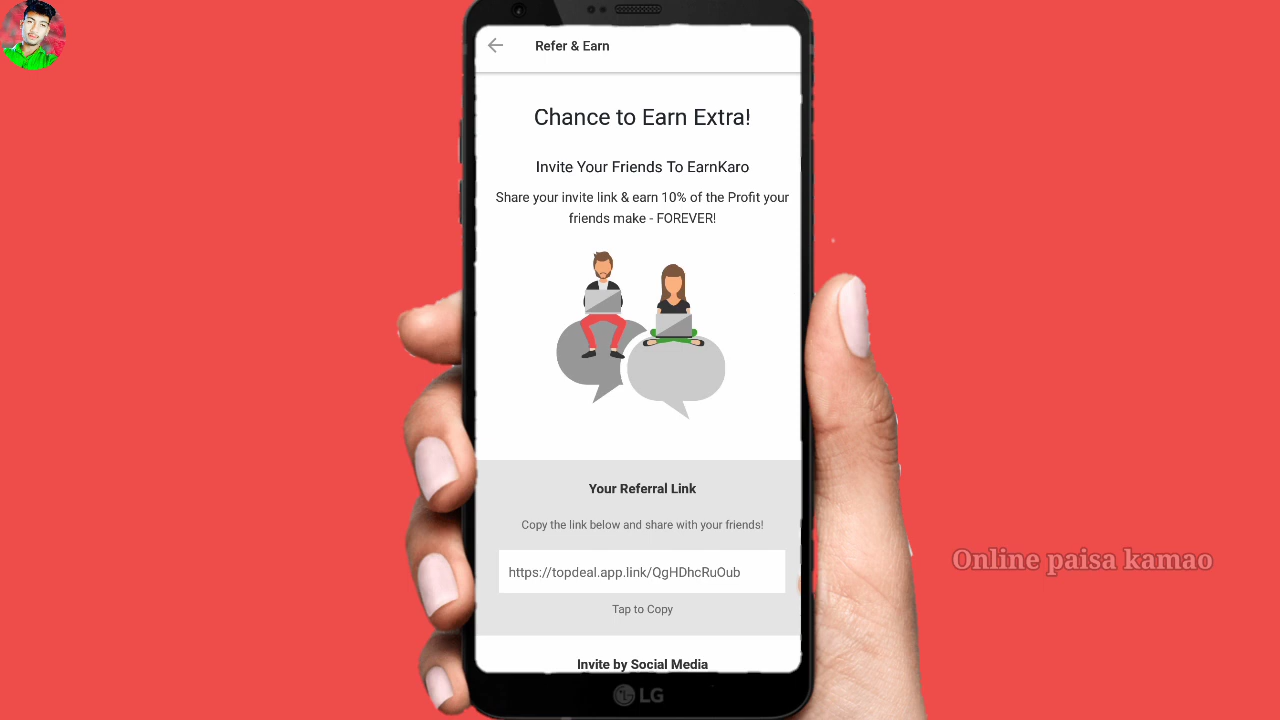 Refer & Earn
Chance to Earn Extra!
Invite Your Friends To EarnKaro
Share your invite link & earn 10% of the Profit your
friends make - FOREVER!
Your Referral Link
Copy the link below and share with your friends!
https://topdeal.app.link/QgHDhcRuOub
Tap to Copy
Invite by Social Media
LG
Online paisa kamao